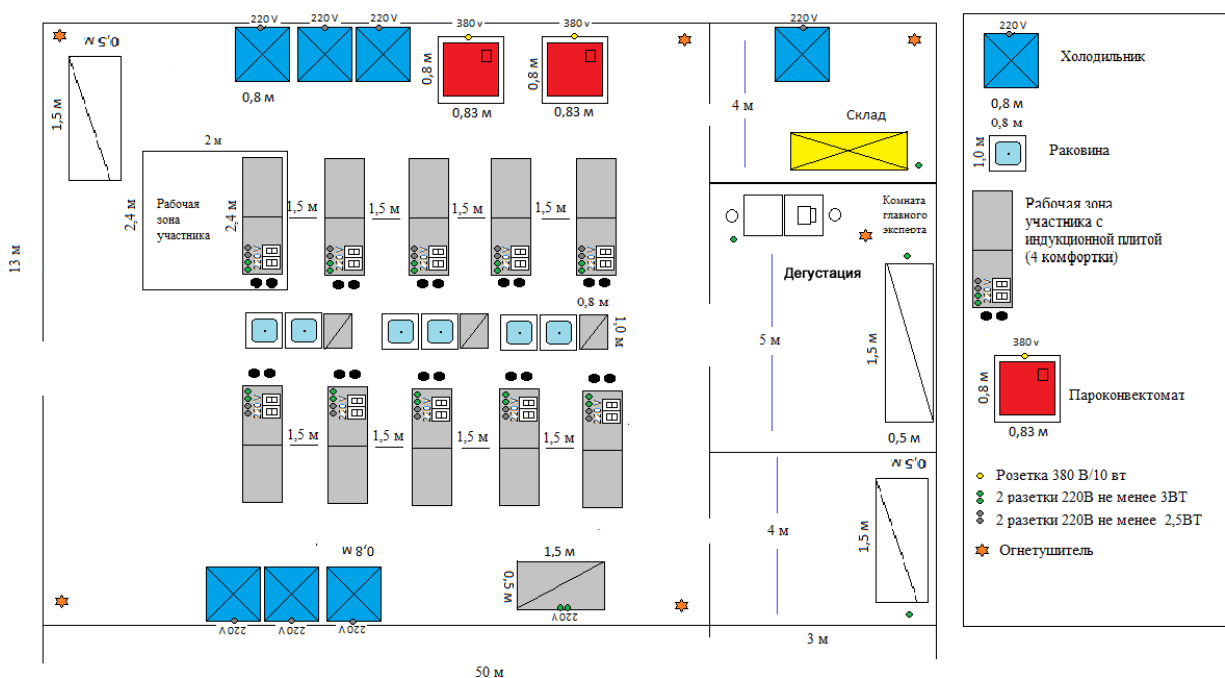 220 V
220 V
220 V
380 v
380 v
220 V
0,5 м
1,5 м
0,8 м
0,8 м
0,83 м
0,8 м
0,83 м
4 м
Склад
2 м
2,4 м
Рабочая
зона
участника
2,4 м
1,5 м
1,5 м
1,5 м
1,5 м
220V
220V
220V
220V
220V
13 м
0,8 м
1,0 м
Комната
главного
эксперта
Дегустация
5 м
1,5 м
0,5 м
220V
220V
220V
220V
220V
1,5 м
1,5 м
1,5 м
1,5 м
0,5 м
4 м
1,5 м
0,8 м
1,5 м
0,5 м
220V
220V
220V
220V
3 м
50 м
220 V
Холодильник
0,8 м
0,8 м
1,0 м
Раковина
Рабочая зона
участника с
индукционной плитой
(4 комфортки)
220V
380 v
0,8 м
Пароконвектомат
0,83 м
Розетка 380 В/10 вт
2 разетки 220В не менее 3ВТ
2 разетки 220В не менее 2,5ВТ
Огнетушитель